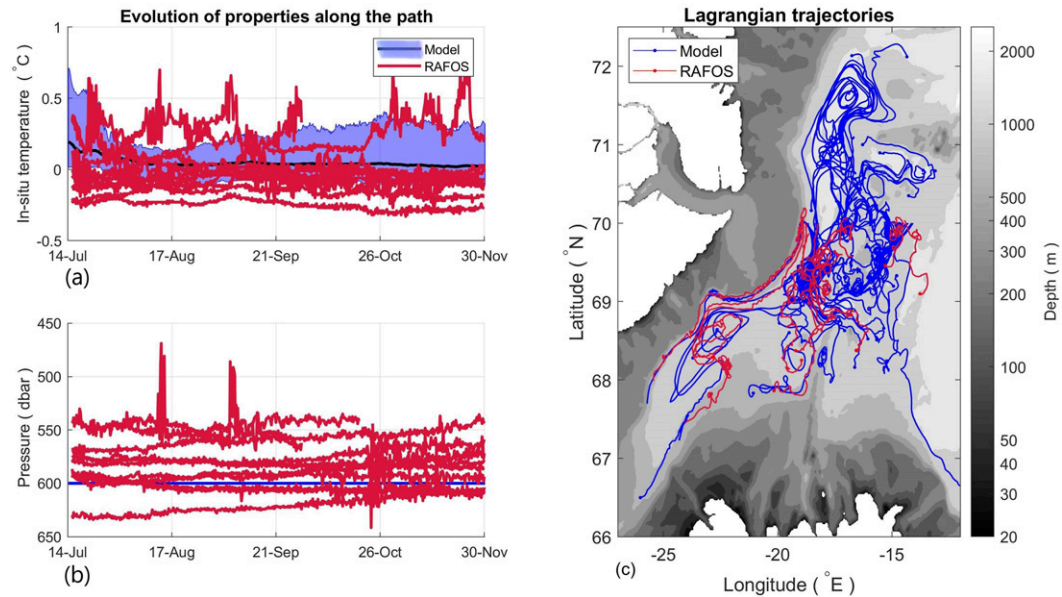 Evolution of properties along the path
In-situ temperature ( °C )
1
0.5
0
-0.5
Model
RAFOS
14-Jul 17-Aug 21-Sep 26-Oct 30-Nov
(a)
Pressure ( dbar )
450
500
550
600
650
14-Jul 17-Aug 21-Sep 26-Oct 30-Nov
(b)
Lagrangian trajectories
Model
RAFOS
Latitude ( °N )
72
71
70
69
68
67
66
-25 -20 -15
(c)
Longitude ( °E )
2000
1000
500
400
300
200
100
50
40
30
20
Depth ( m )